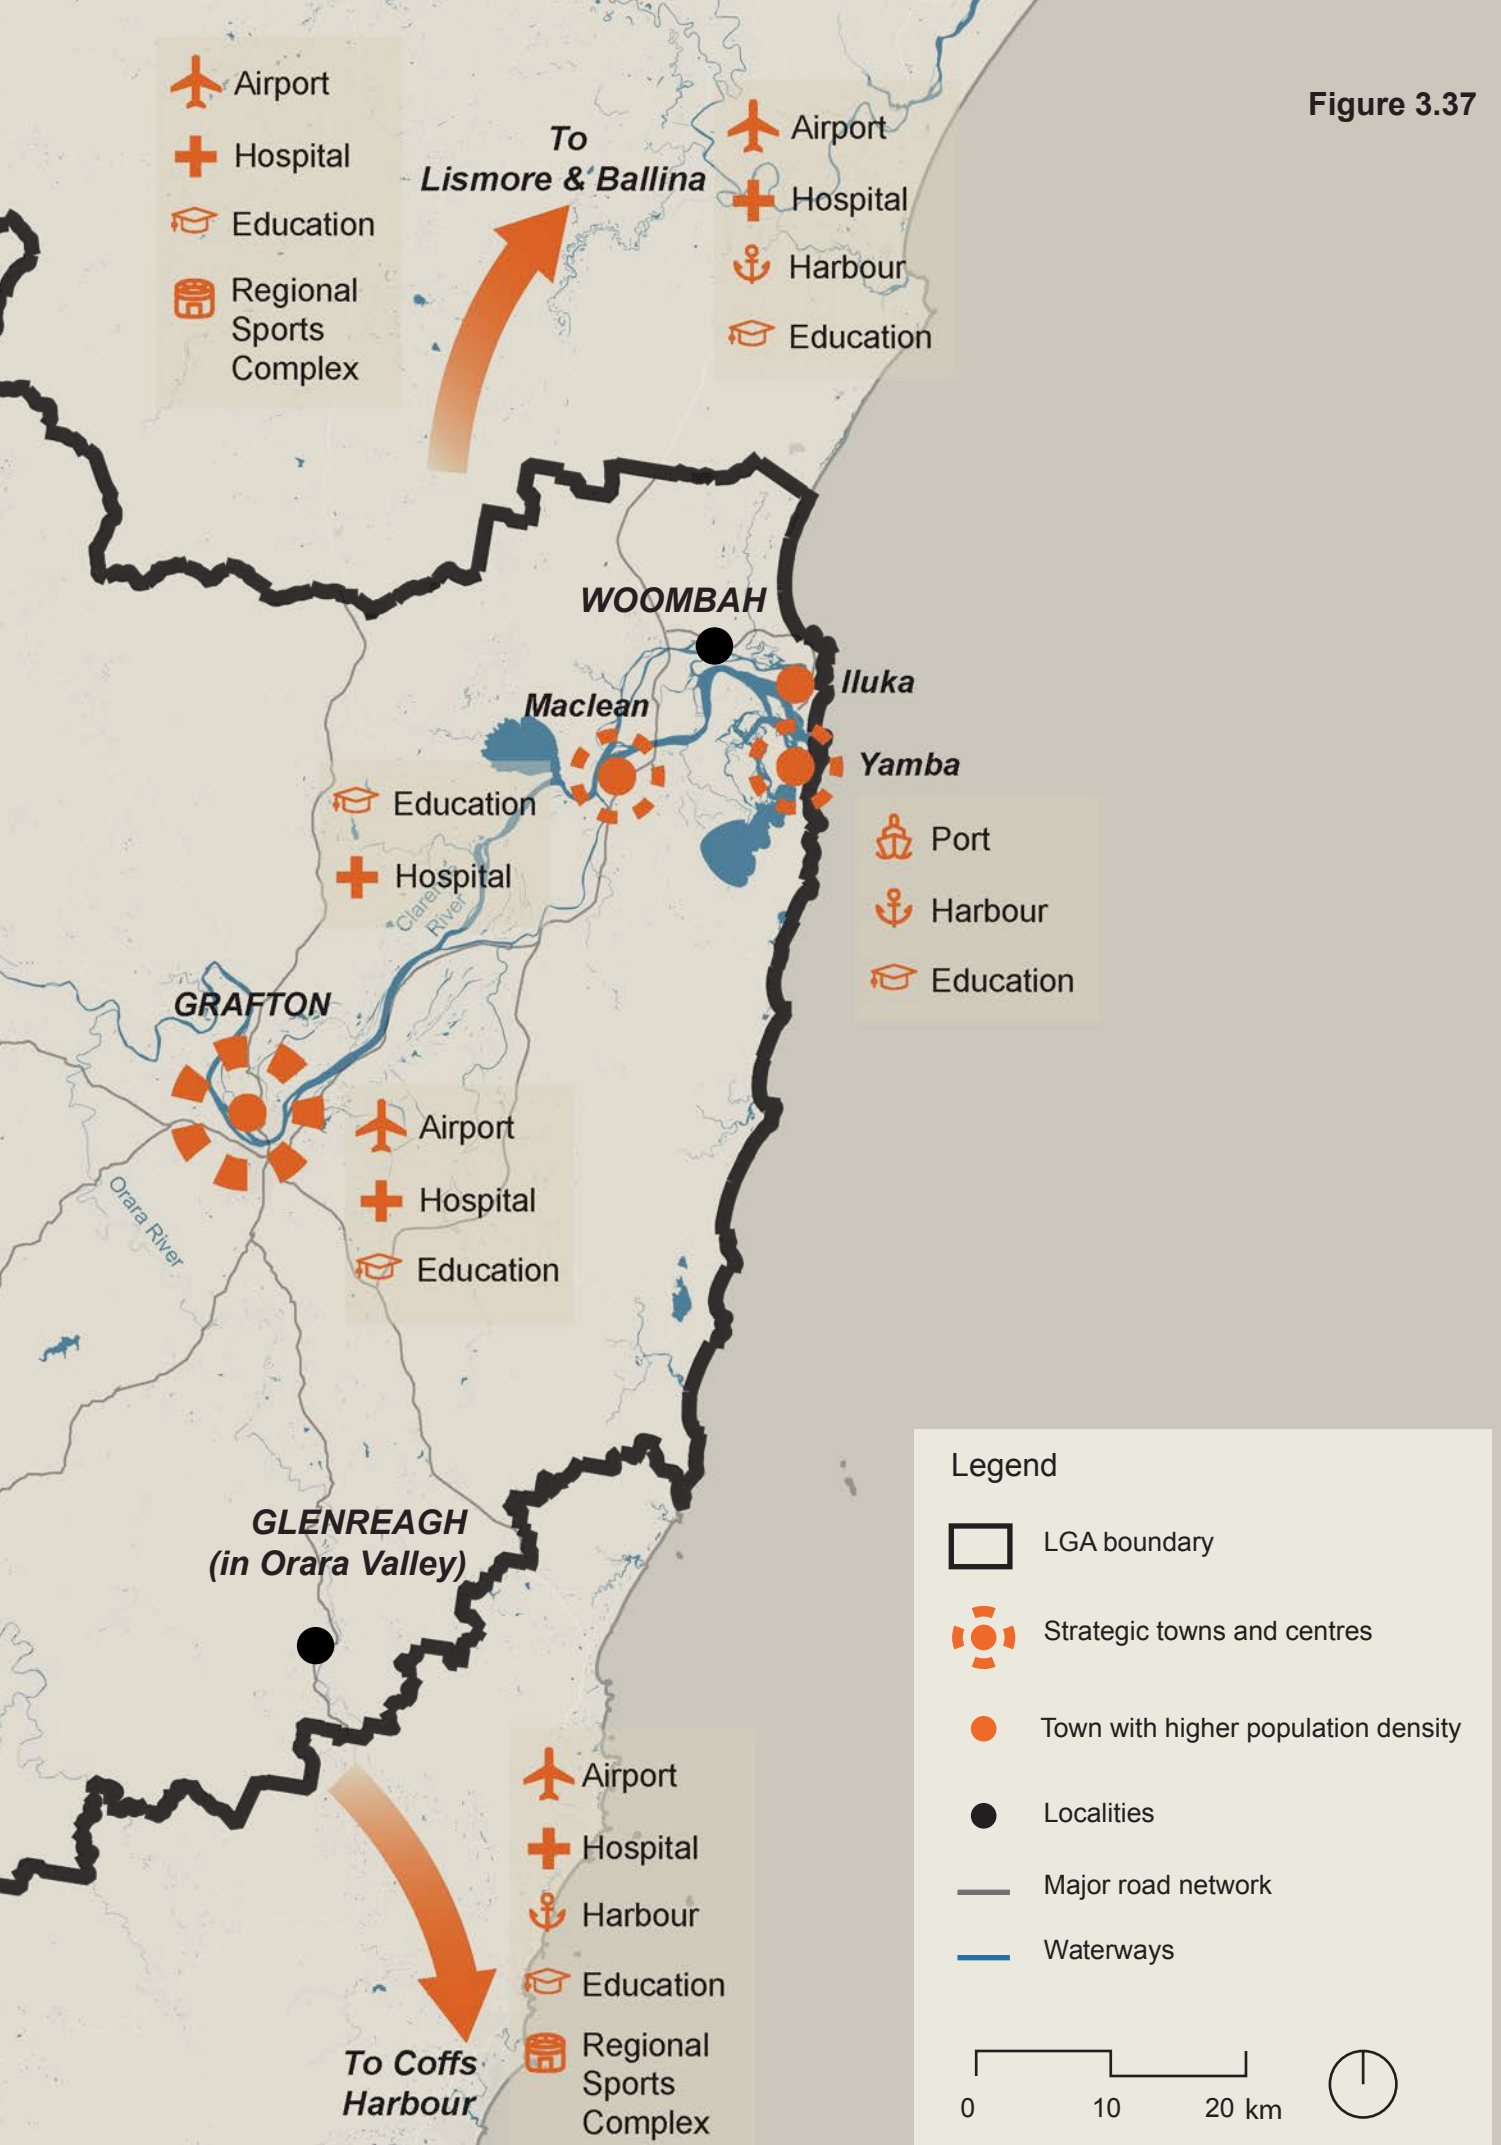 Figure 3.37
Airport
Hospital
Education
Regional
Sports
Complex
To
Lismore & Ballina
Airport
Hospital
Harbour
Education
WOOMBAH
Iluka
Maclean
Yamba
Education
Hospital
Clarence
River
Port
Harbour
Education
GRAFTON
Airport
Hospital
Education
Orara River
GLENREAGH
(in Orara Valley)
Airport
Hospital
Harbour
Education
Regional
Sports
Complex
To Coffs
Harbour
Legend
LGA boundary
Strategic towns and centres
Town with higher population density
Localities
Major road network
Waterways
0 10 20 km